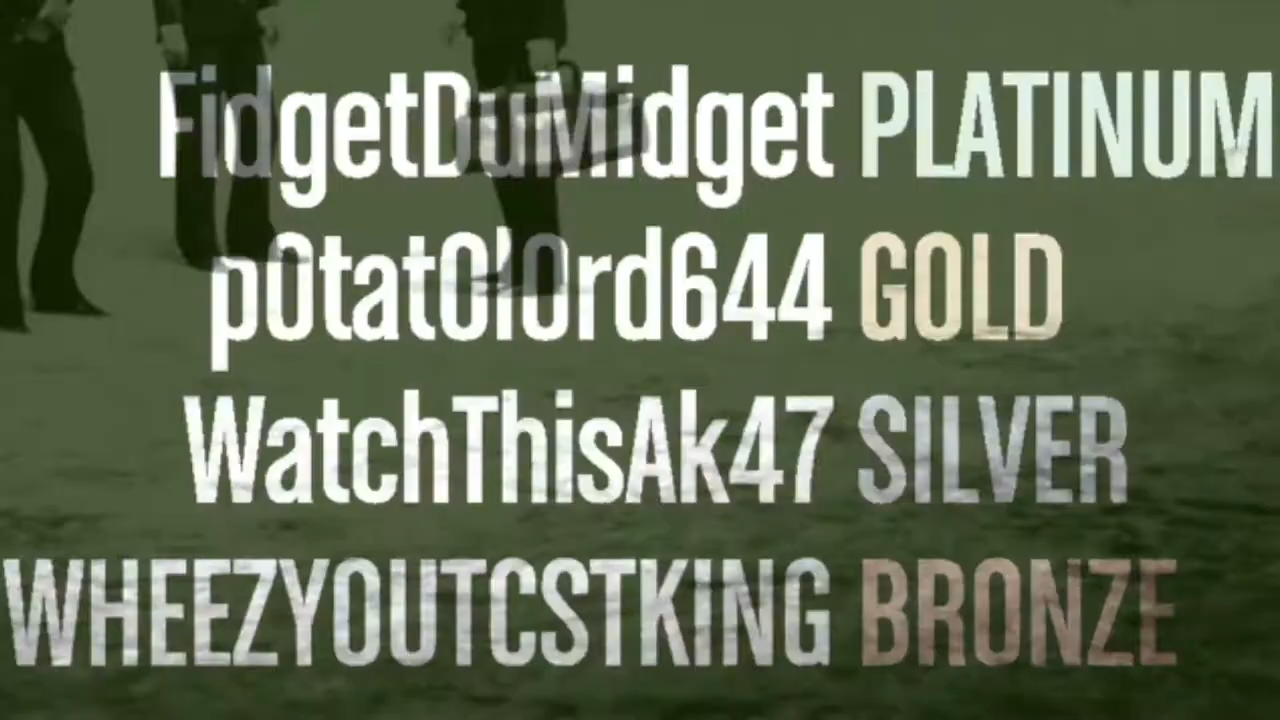 FidgetDuMidget PLATINUM
p0tat0l0rd644 GOLD
WatchThisAk47 SILVER
WHEEZYOUTCSTKING BRONZE